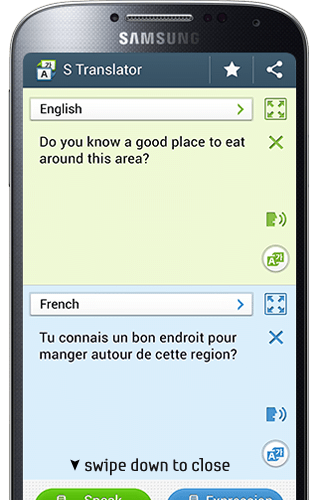 SAMSUNG
S Translator
English
Do you know a good place to eat
around this area?
French
Tu connais un bon endroit pour
manger autour de cette region?
swipe down to close
Speak
Expression